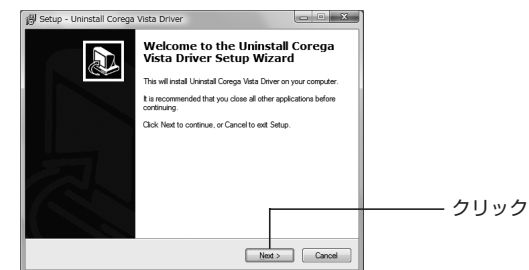 Setup - Uninstall Corega Vista Driver
Welcome to the Uninstall Corega
Vista Driver Setup Wizard
This will install Uninstall Corega Vista Driver on your computer.
It is recommended that you close all other applications before
continuing.
Click Next to continue, or Cancel to exit Setup.
クリック
Next >
Cancel